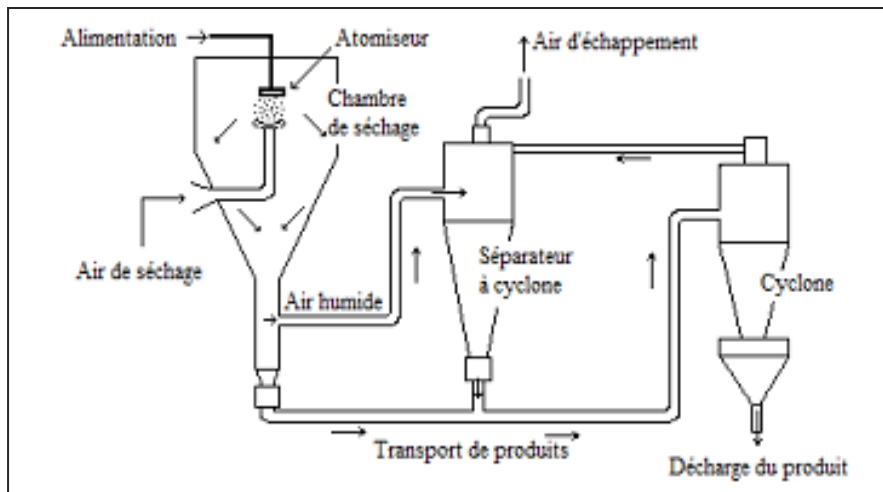 Alimentation
Atomiseur
Air d'échappement
Chambre
de séchage
Air de séchage
Air humide
Séparateur
à cyclone
Cyclone
Transport de produits
Décharge du produit